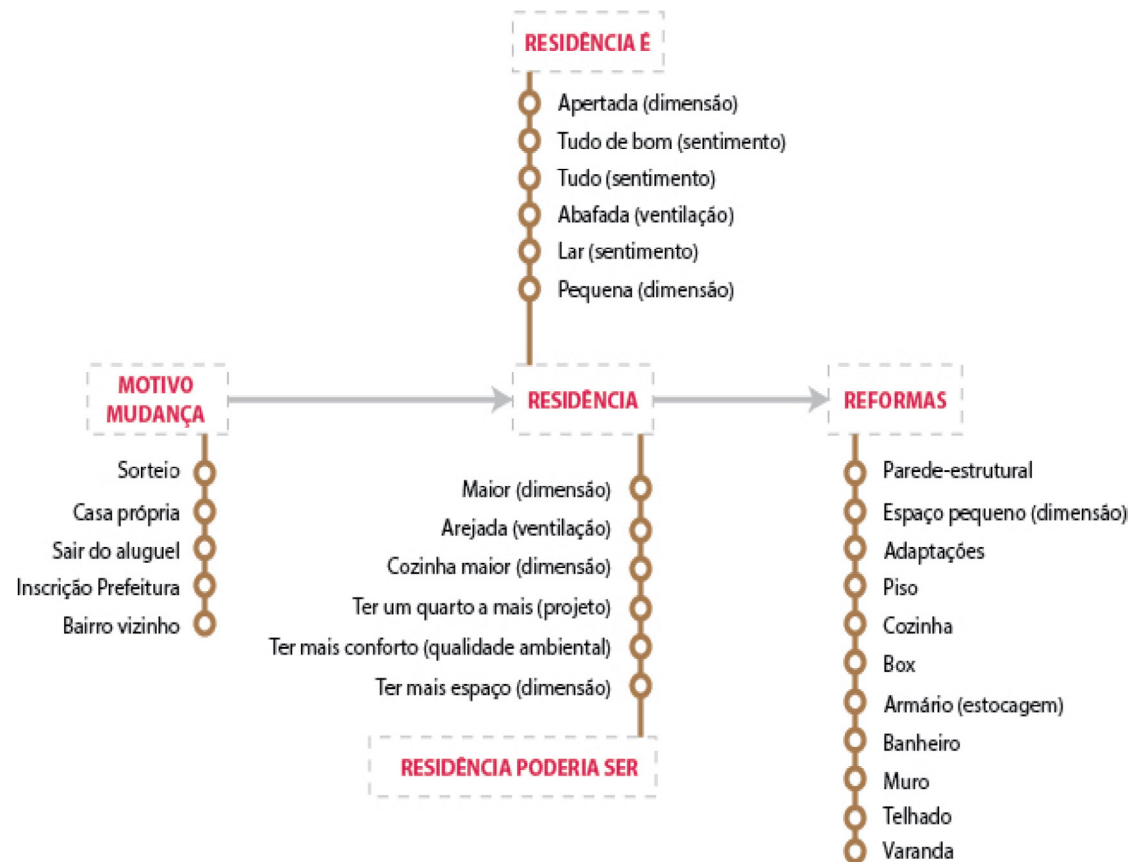 RESIDÊNCIA É
Apertada (dimensão)
Tudo de bom (sentimento)
Tudo (sentimento)
Abafada (ventilação)
Lar (sentimento)
Pequena (dimensão)
MOTIVO
MUDANÇA
Sorteio
Casa própria
Sair do aluguel
Inscrição Prefeitura
Bairro vizinho
RESIDÊNCIA
Maior (dimensão)
Arejada (ventilação)
Cozinha maior (dimensão)
Ter um quarto a mais (projeto)
Ter mais conforto (qualidade ambiental)
Ter mais espaço (dimensão)
RESIDÊNCIA PODERIA SER
REFORMAS
Parede-estrutural
Espaço pequeno (dimensão)
Adaptações
Piso
Cozinha
Box
Armário (estocagem)
Banheiro
Muro
Telhado
Varanda